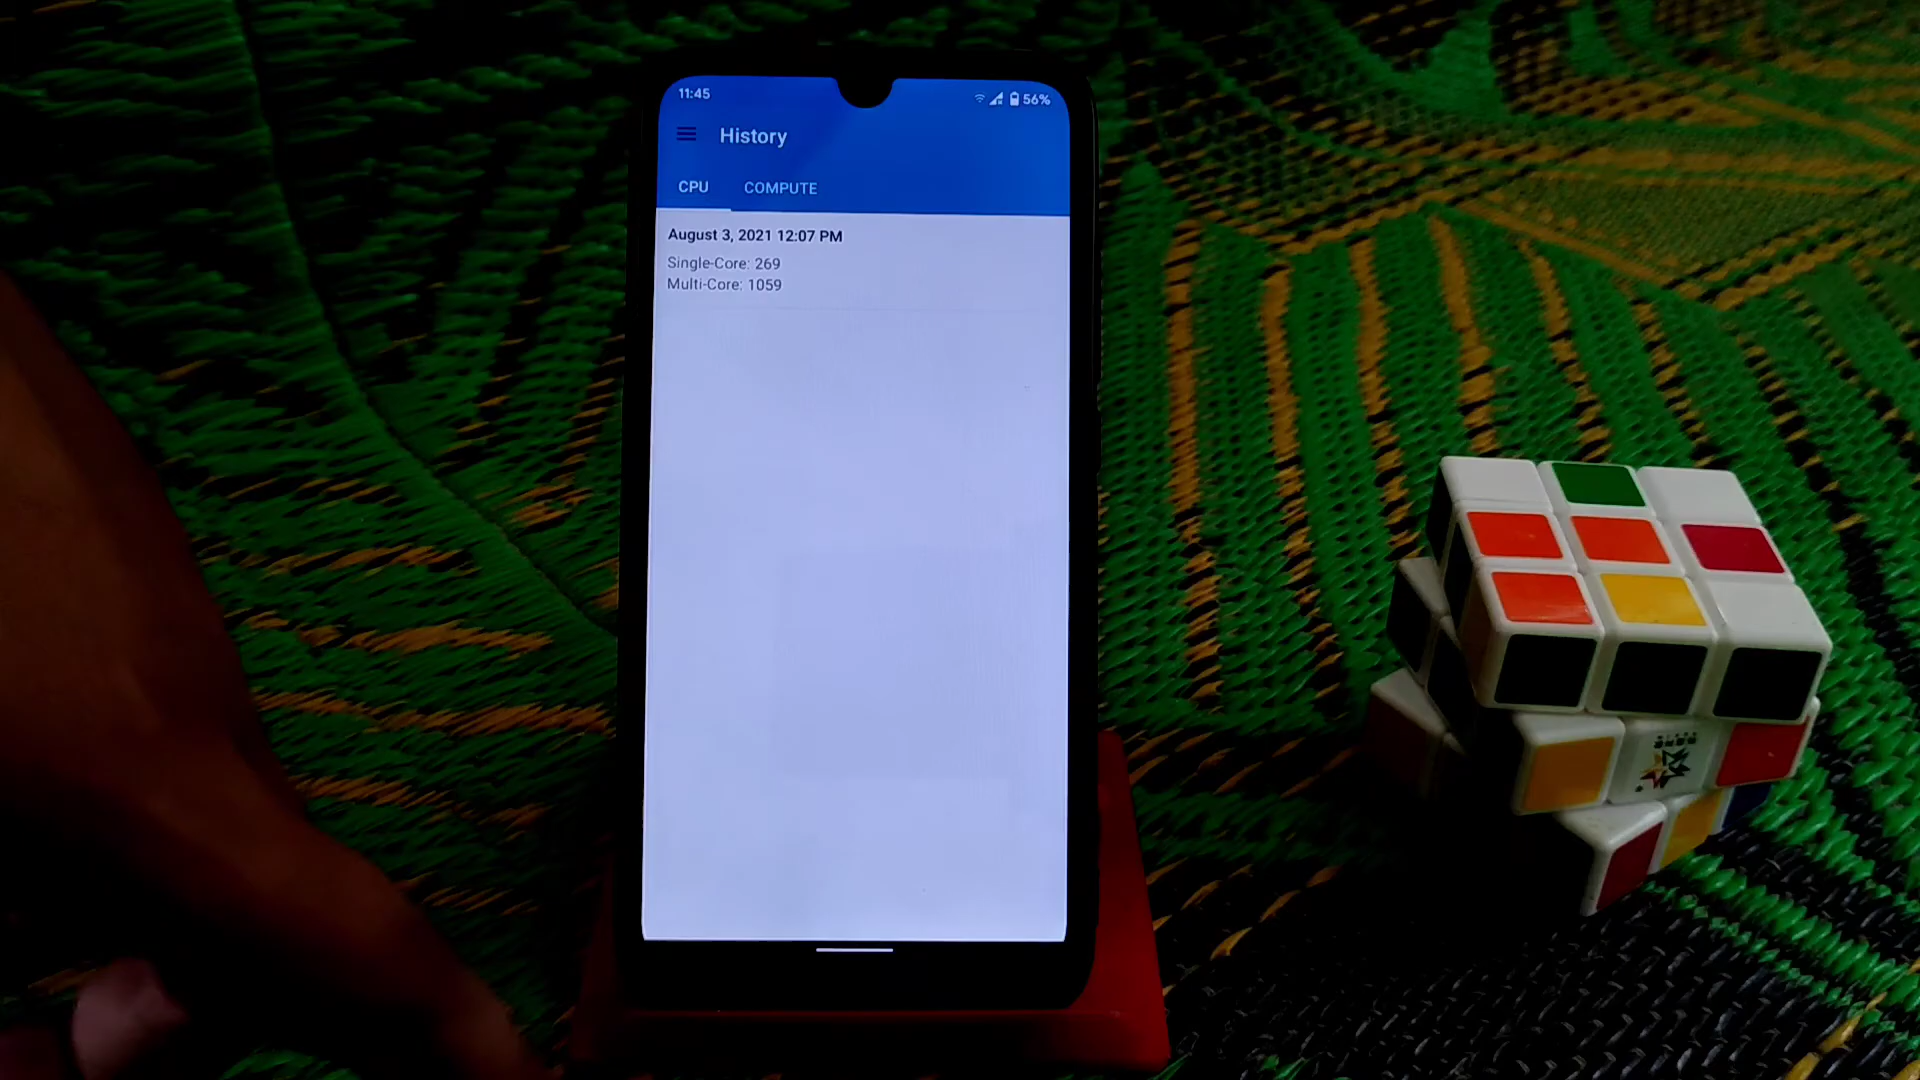 11:45
56%
History
CPU COMPUTE
August 3, 2021 12:07 PM
Single-Core: 269
Multi-Core: 1059